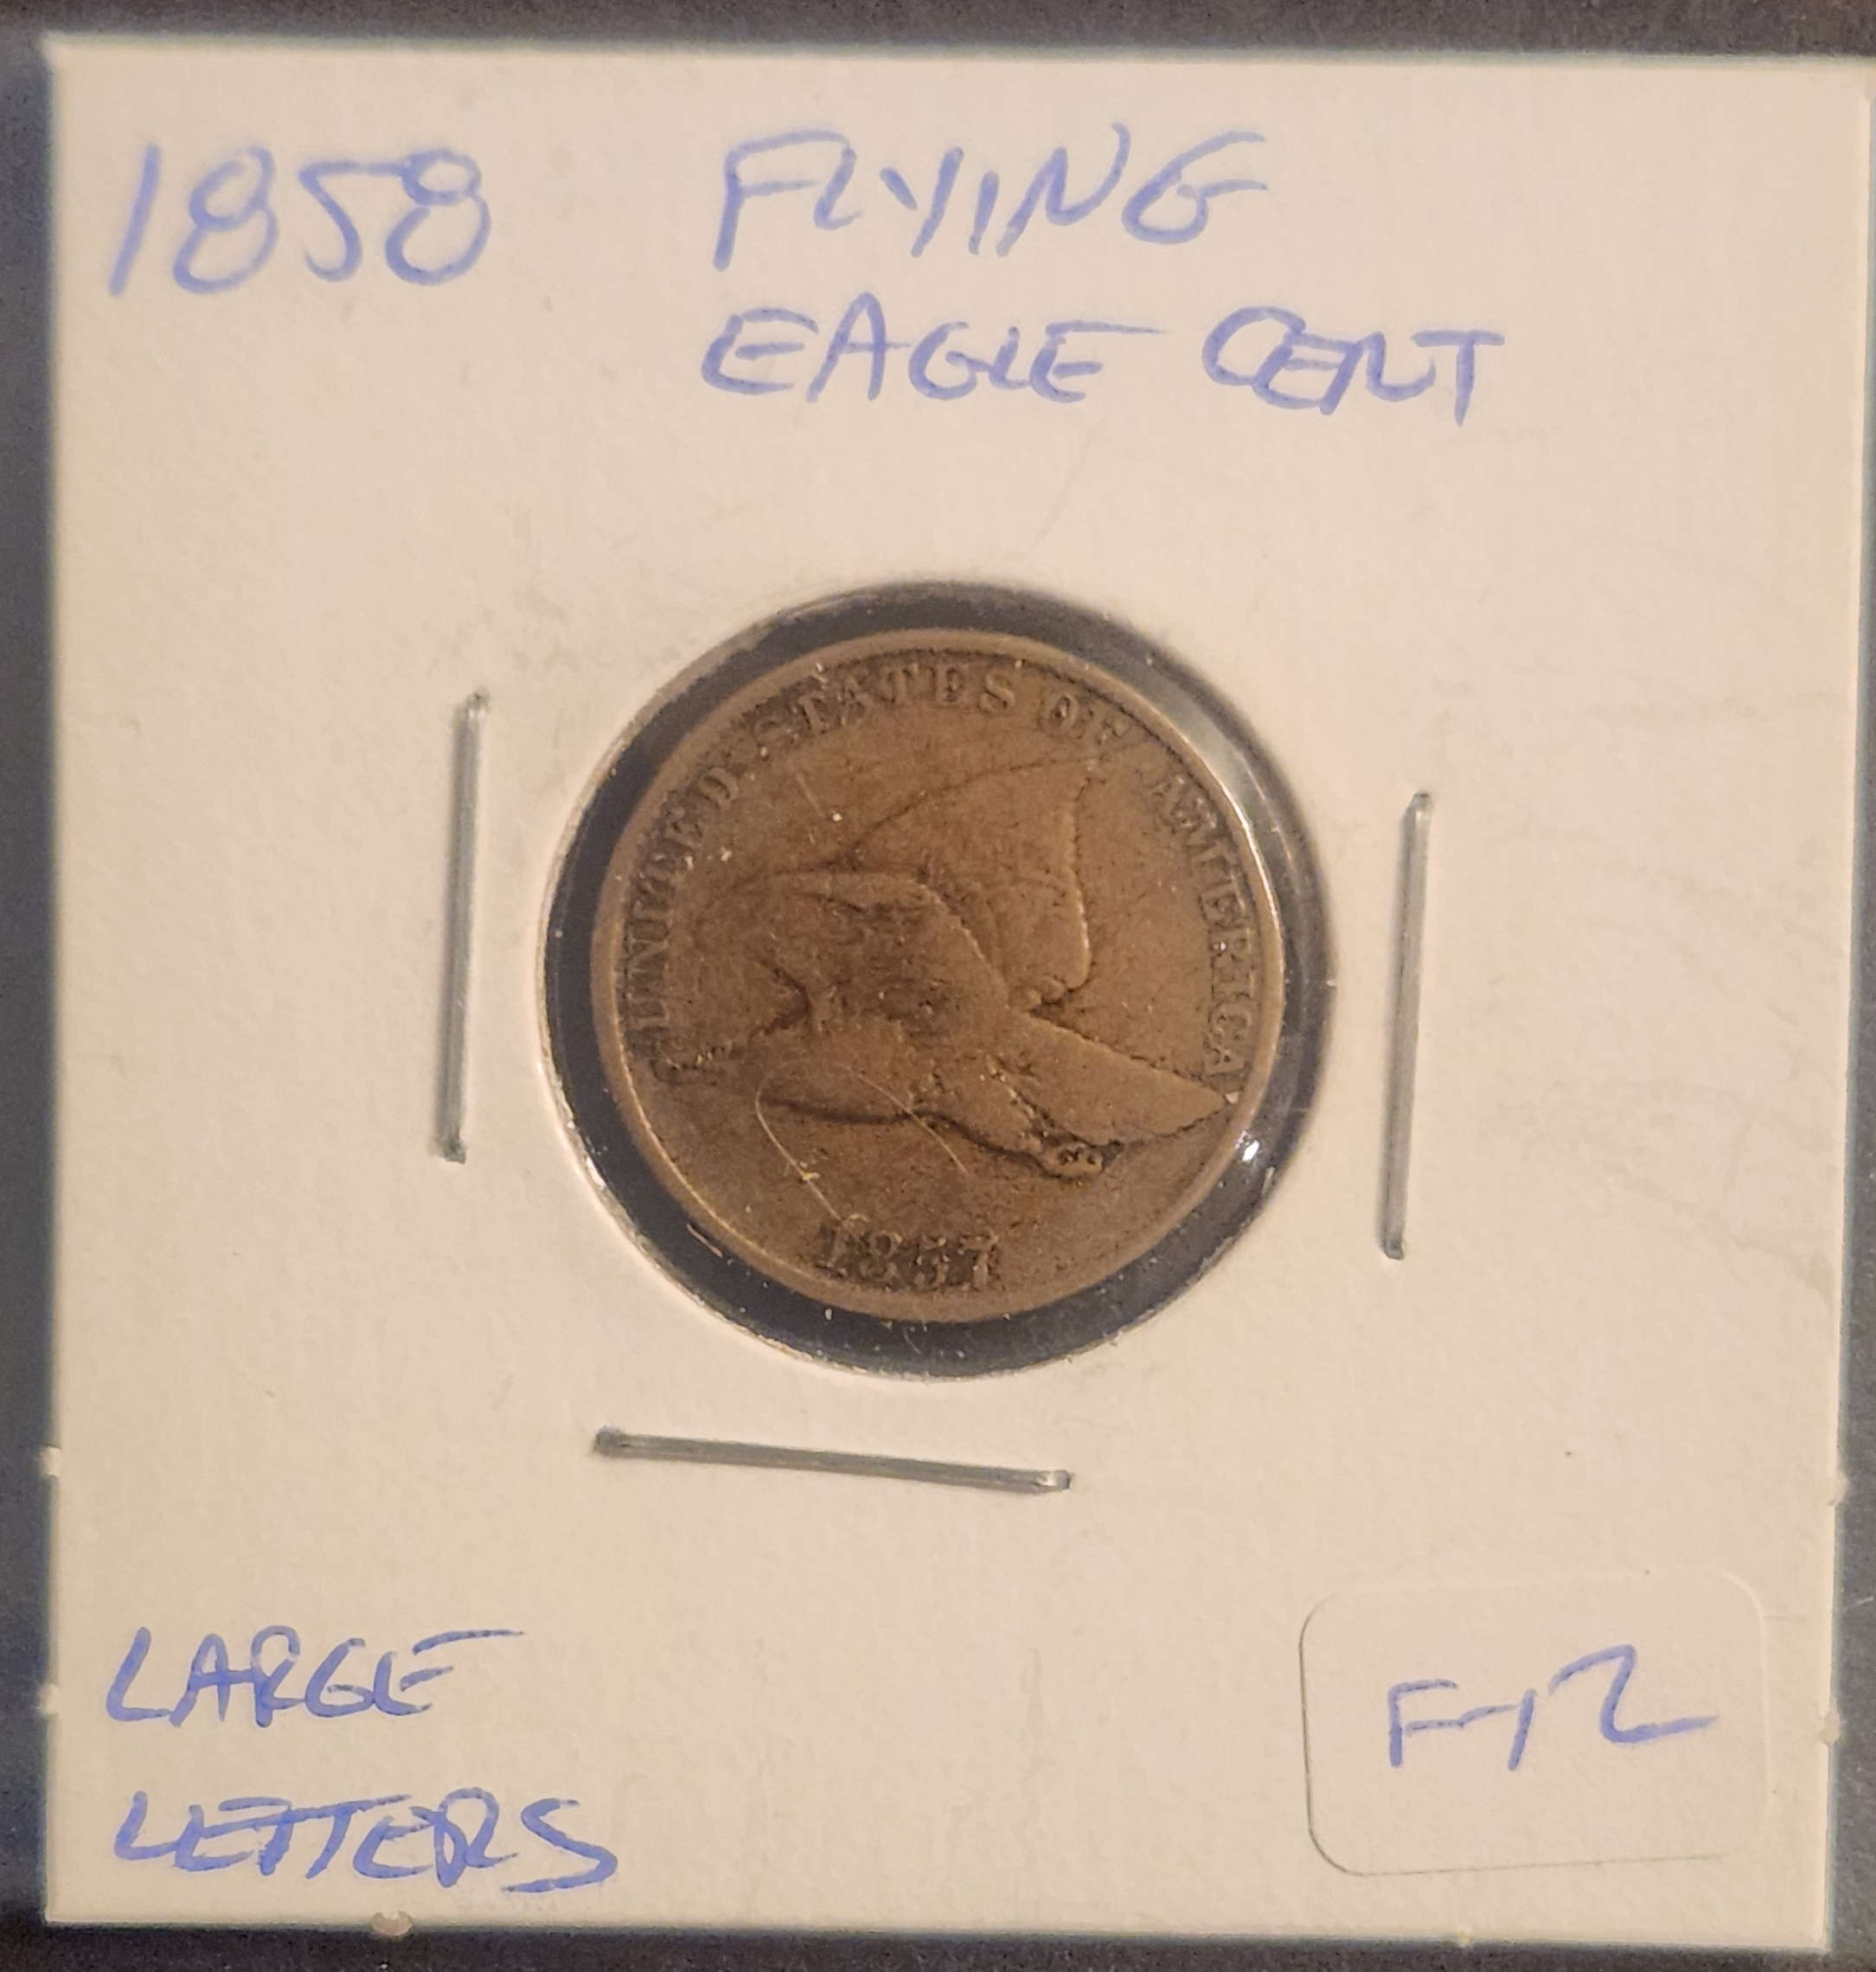 1858 FLYING
EAGLE CENT
UNITED STATES OF AMERICA
1857
LARGE
LETTERS
F-12